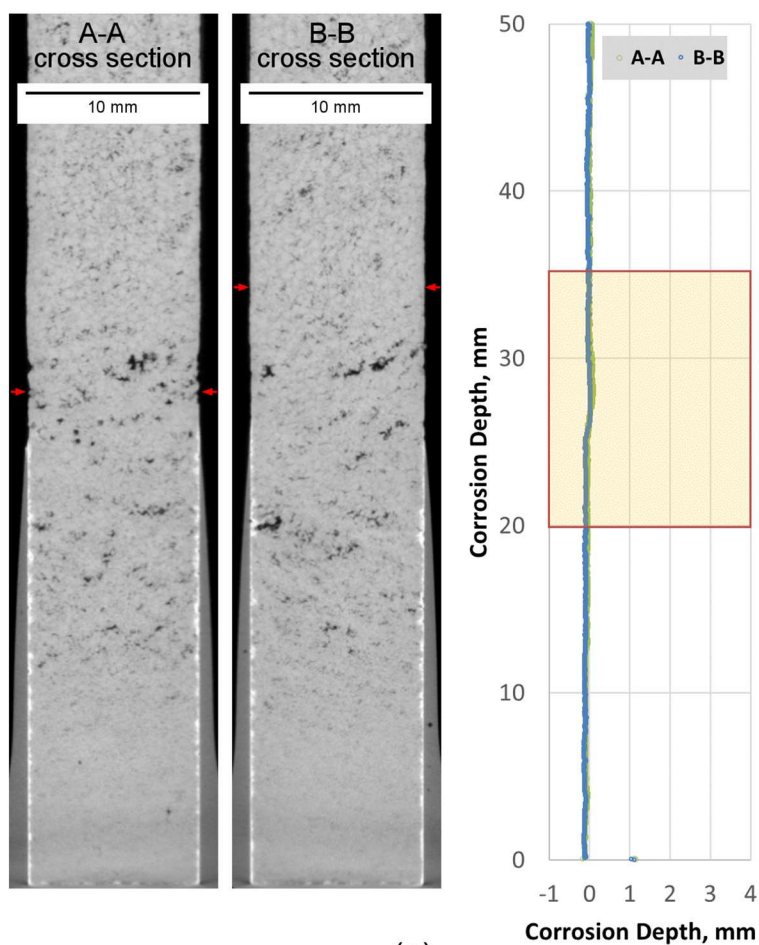 A-A
cross section
10 mm
B-B
cross section
10 mm
Corrosion Depth, mm
50
40
30
20
10
0
A-A B-B
-1 0 1 2 3 4
Corrosion Depth, mm